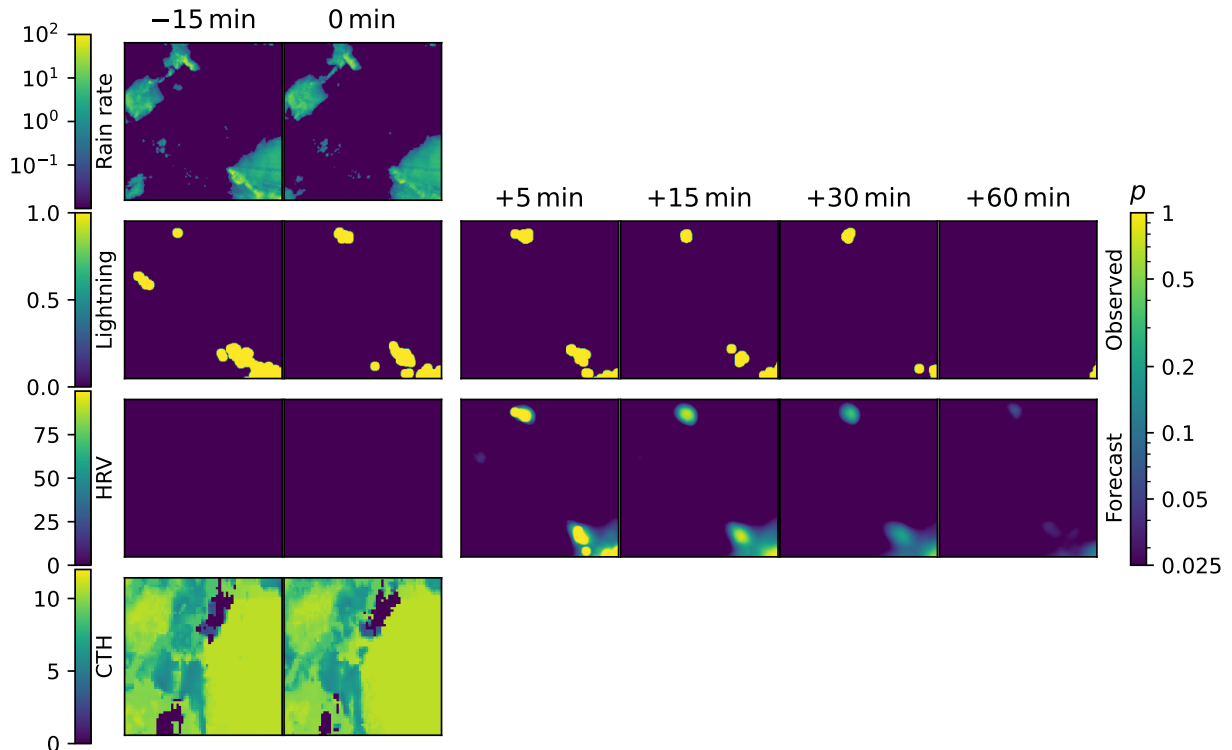 −15 min 0 min
10²
10¹
10⁰
10⁻¹
Rain rate
+5 min +15 min +30 min +60 min p
1.0
0.5
0.0
Lightning
Observed
1
0.5
0.2
0.1
0.05
0.025
75
50
25
0
HRV
Forecast
10
5
0
CTH